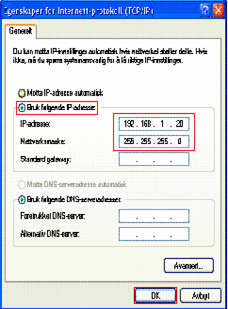 Egenskaper for Internett-protokoll (TCP/IP)
Generelt
Du kan motta IP-innstillinger automatisk hvis nettverket støtter dette. Hvis
ikke, må du spørre systemansvarlig for å få riktige IP-innstillinger.
Motta IP-adresse automatisk
Bruk følgende IP-adresse:
IP-adresse: 192 . 168 . 1 . 20
Nettverksmaske: 255 . 255 . 255 . 0
Standard gateway: . . .
Motta DNS-serveradresse automatisk
Bruk følgende DNS-serveradresser:
Foretrukket DNS-server: . . .
Alternativ DNS-server: . . .
Avansert...
OK Avbryt